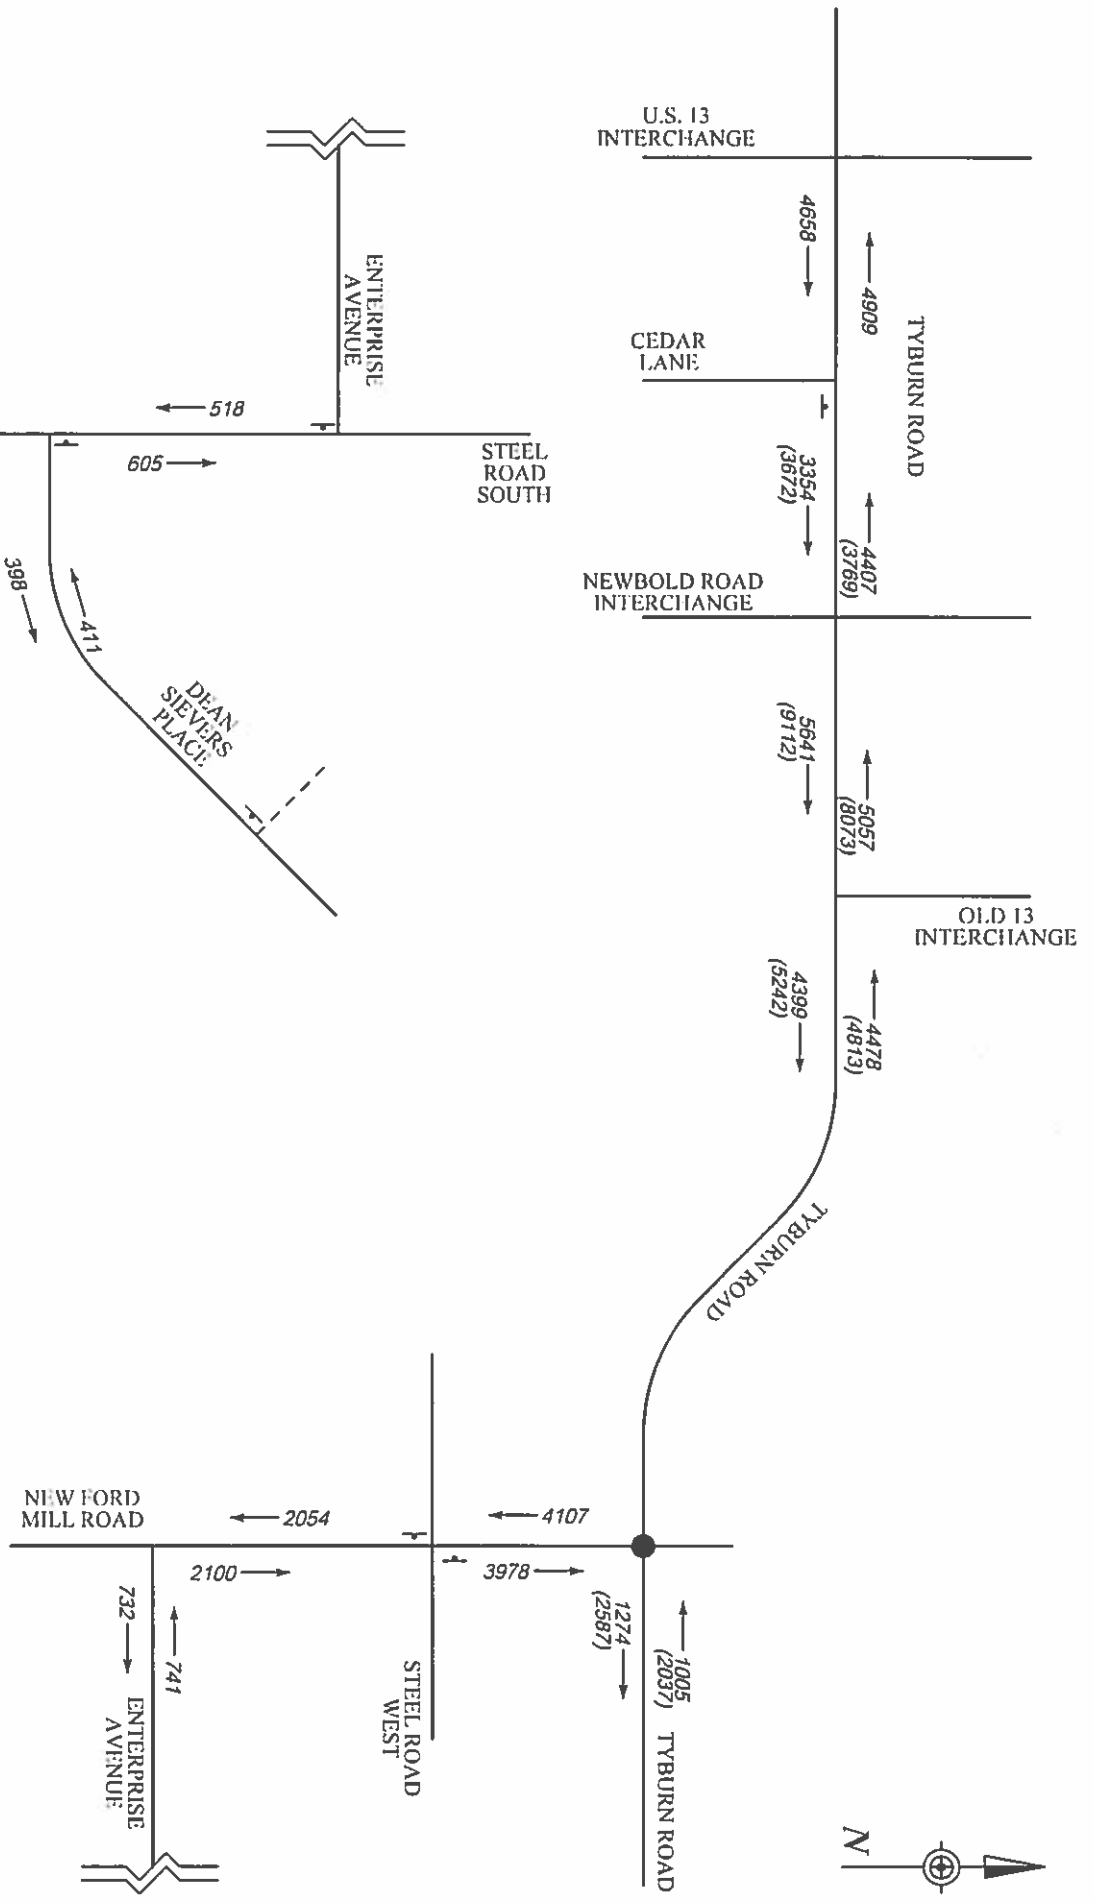 U.S. 13
INTERCHANGE
4658
4909
TYBURN ROAD
CEDAR
LANE
3354
(3672)
4407
(3769)
NEWBOLD ROAD
INTERCHANGE
5641
(9112)
5057
(8073)
OLD 13
INTERCHANGE
4399
(5242)
4478
(4813)
TYBURN ROAD
ENTERPRISE
AVENUE
518
605
STEEL
ROAD
SOUTH
398
411
DEAN
SIEVERS
PLACE
NEW FORD
MILL ROAD
2054
2100
4107
3978
1274
(2587)
1005
(2037)
TYBURN ROAD
STEEL ROAD
WEST
732
741
ENTERPRISE
AVENUE
N